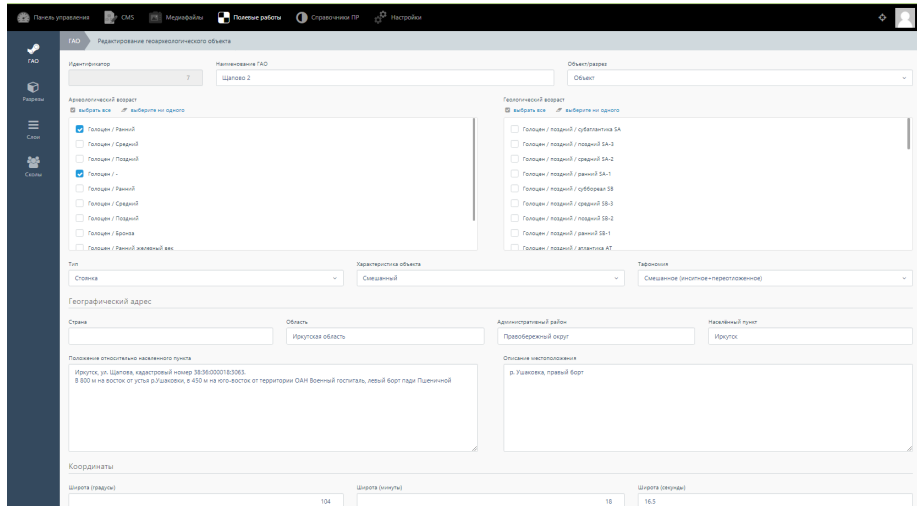 Панель управления CMS Медиафайлы Полевые работы Справочники ПР Настройки
ГАО Редактирование геоархеологического объекта
ГАО
Разрезы
Слои
Сколы
Идентификатор Наименование ГАО Объект/разрез
7 Щапово 2 Объект
Археологический возраст Геологический возраст
выбрать все выберите ни одного выбрать все выберите ни одного
Голоцен / Ранний Голоцен / поздний / субатлантика SA
Голоцен / Средний Голоцен / поздний / поздний SA-3
Голоцен / Поздний Голоцен / поздний / средний SA-2
Голоцен / - Голоцен / поздний / ранний SA-1
Голоцен / Ранний Голоцен / поздний / суббореал SB
Голоцен / Средний Голоцен / поздний / средний SB-3
Голоцен / Поздний Голоцен / поздний / поздний SB-2
Голоцен / Бронза Голоцен / поздний / ранний SB-1
Голоцен / Ранний железный век Голоцен / поздний / атлантика AT
Тип Характеристика объекта Тафономия
Стоянка Смешанный Смешанное (инситное+переотложенное)
Географический адрес
Страна Область Административный район Населённый пункт
Иркутская область Правобережный округ Иркутск
Положение относительно населенного пункта Описание местоположения
Иркутск, ул. Щапова, кадастровый номер 38:36:000018:3065. р. Ушаковка, правый борт
В 800 м на восток от устья р.Ушаковки, в 450 м на юго-восток от территории ОАН Военный госпиталь, левый борт пади Пшеничной
Координаты
Широта (градусы) Широта (минуты) Широта (секунды)
104 18 16.5